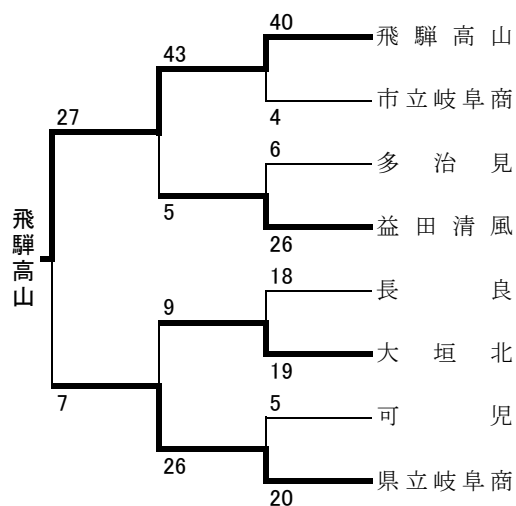 40
飛騨高山
43
4
市立岐阜商
27
6
多治見
5
26
益田清風
飛騨高山
18
長良
9
19
大垣北
7
5
可児
26
20
県立岐阜商